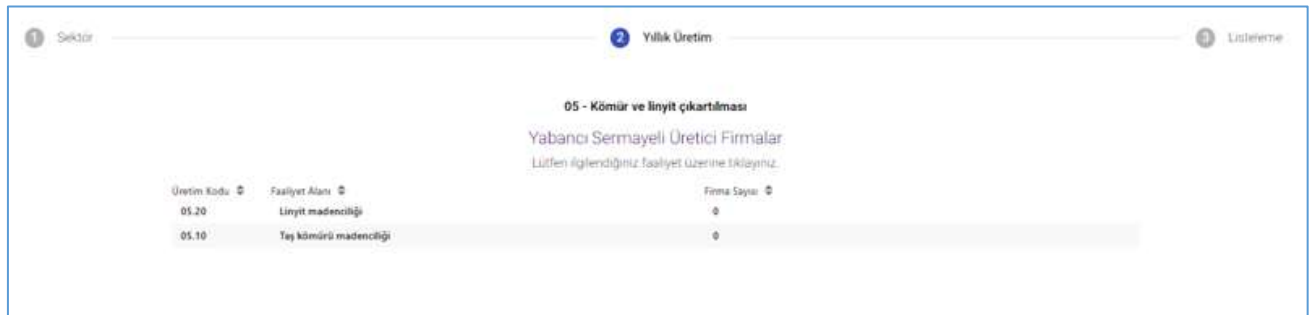 1 Sektör 2 Yıllık Üretim 3 Listeleme
05 - Kömür ve linyit çıkartılması
Yabancı Sermayeli Üretici Firmalar
Lütfen ilgilendiğiniz faaliyet üzerine tıklayınız.
Üretim Kodu Faaliyet Alanı Firma Sayısı
05.20 Linyit madenciliği 0
05.10 Taş kömürü madenciliği 0